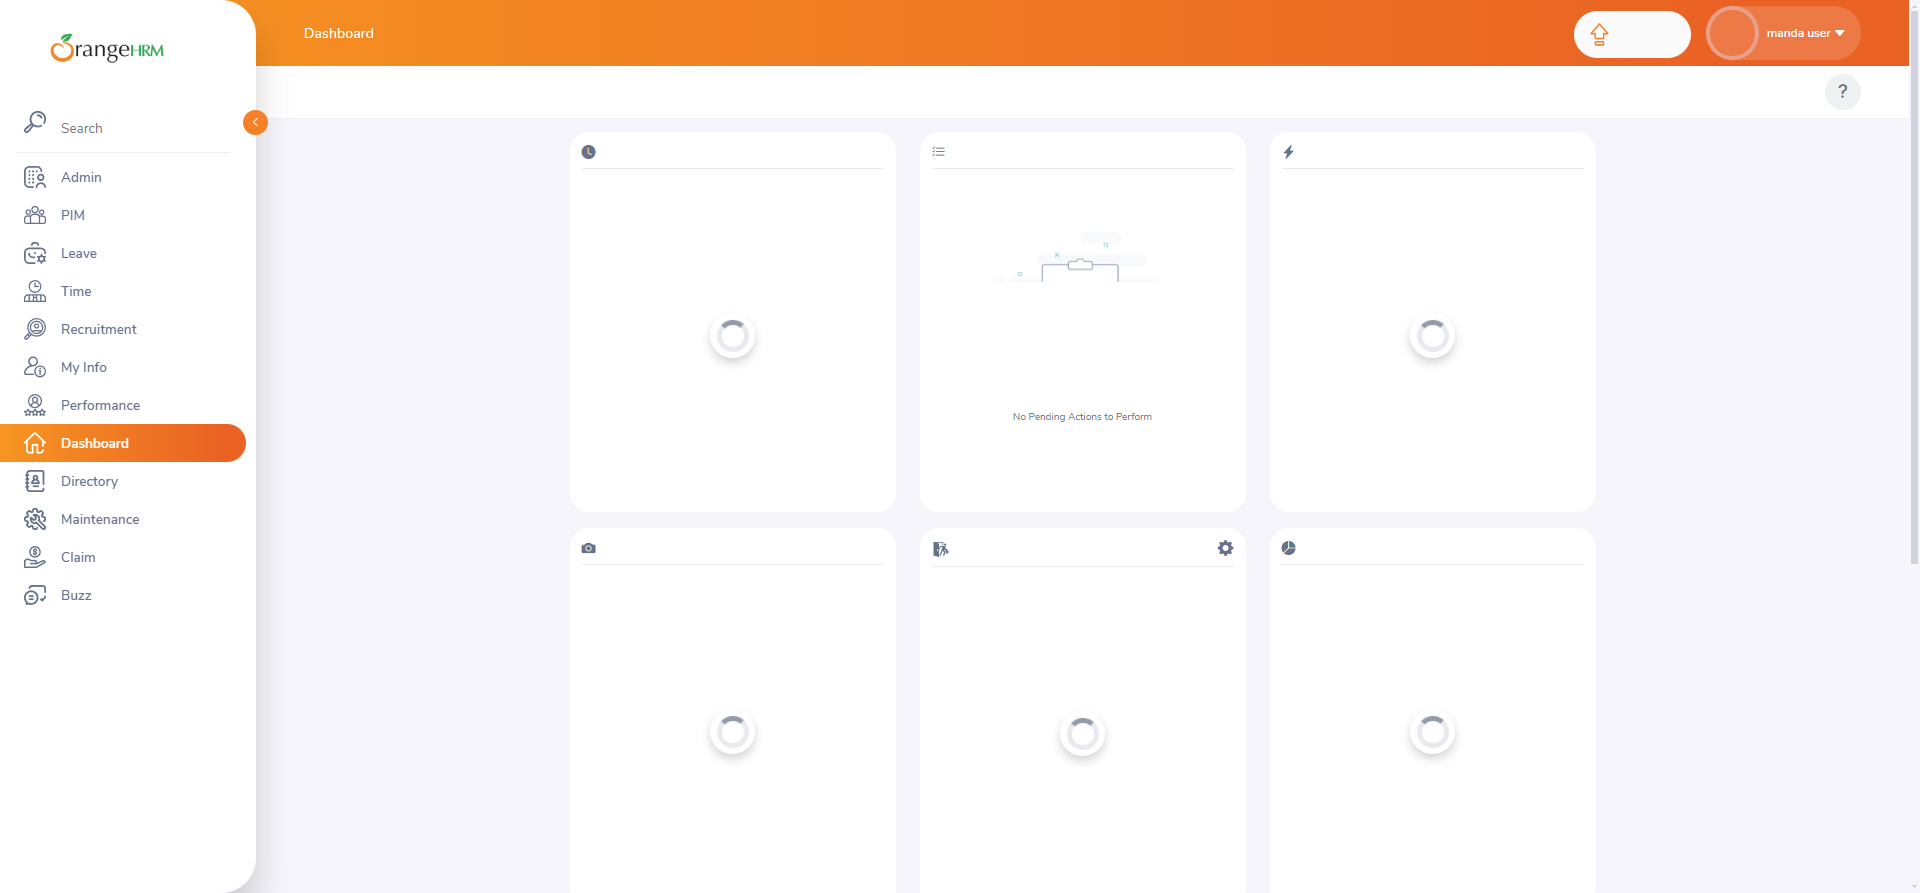 OrangeHRM
Dashboard
manda user
?
Search
Admin
PIM
Leave
Time
Recruitment
My Info
Performance
Dashboard
Directory
Maintenance
Claim
Buzz
No Pending Actions to Perform